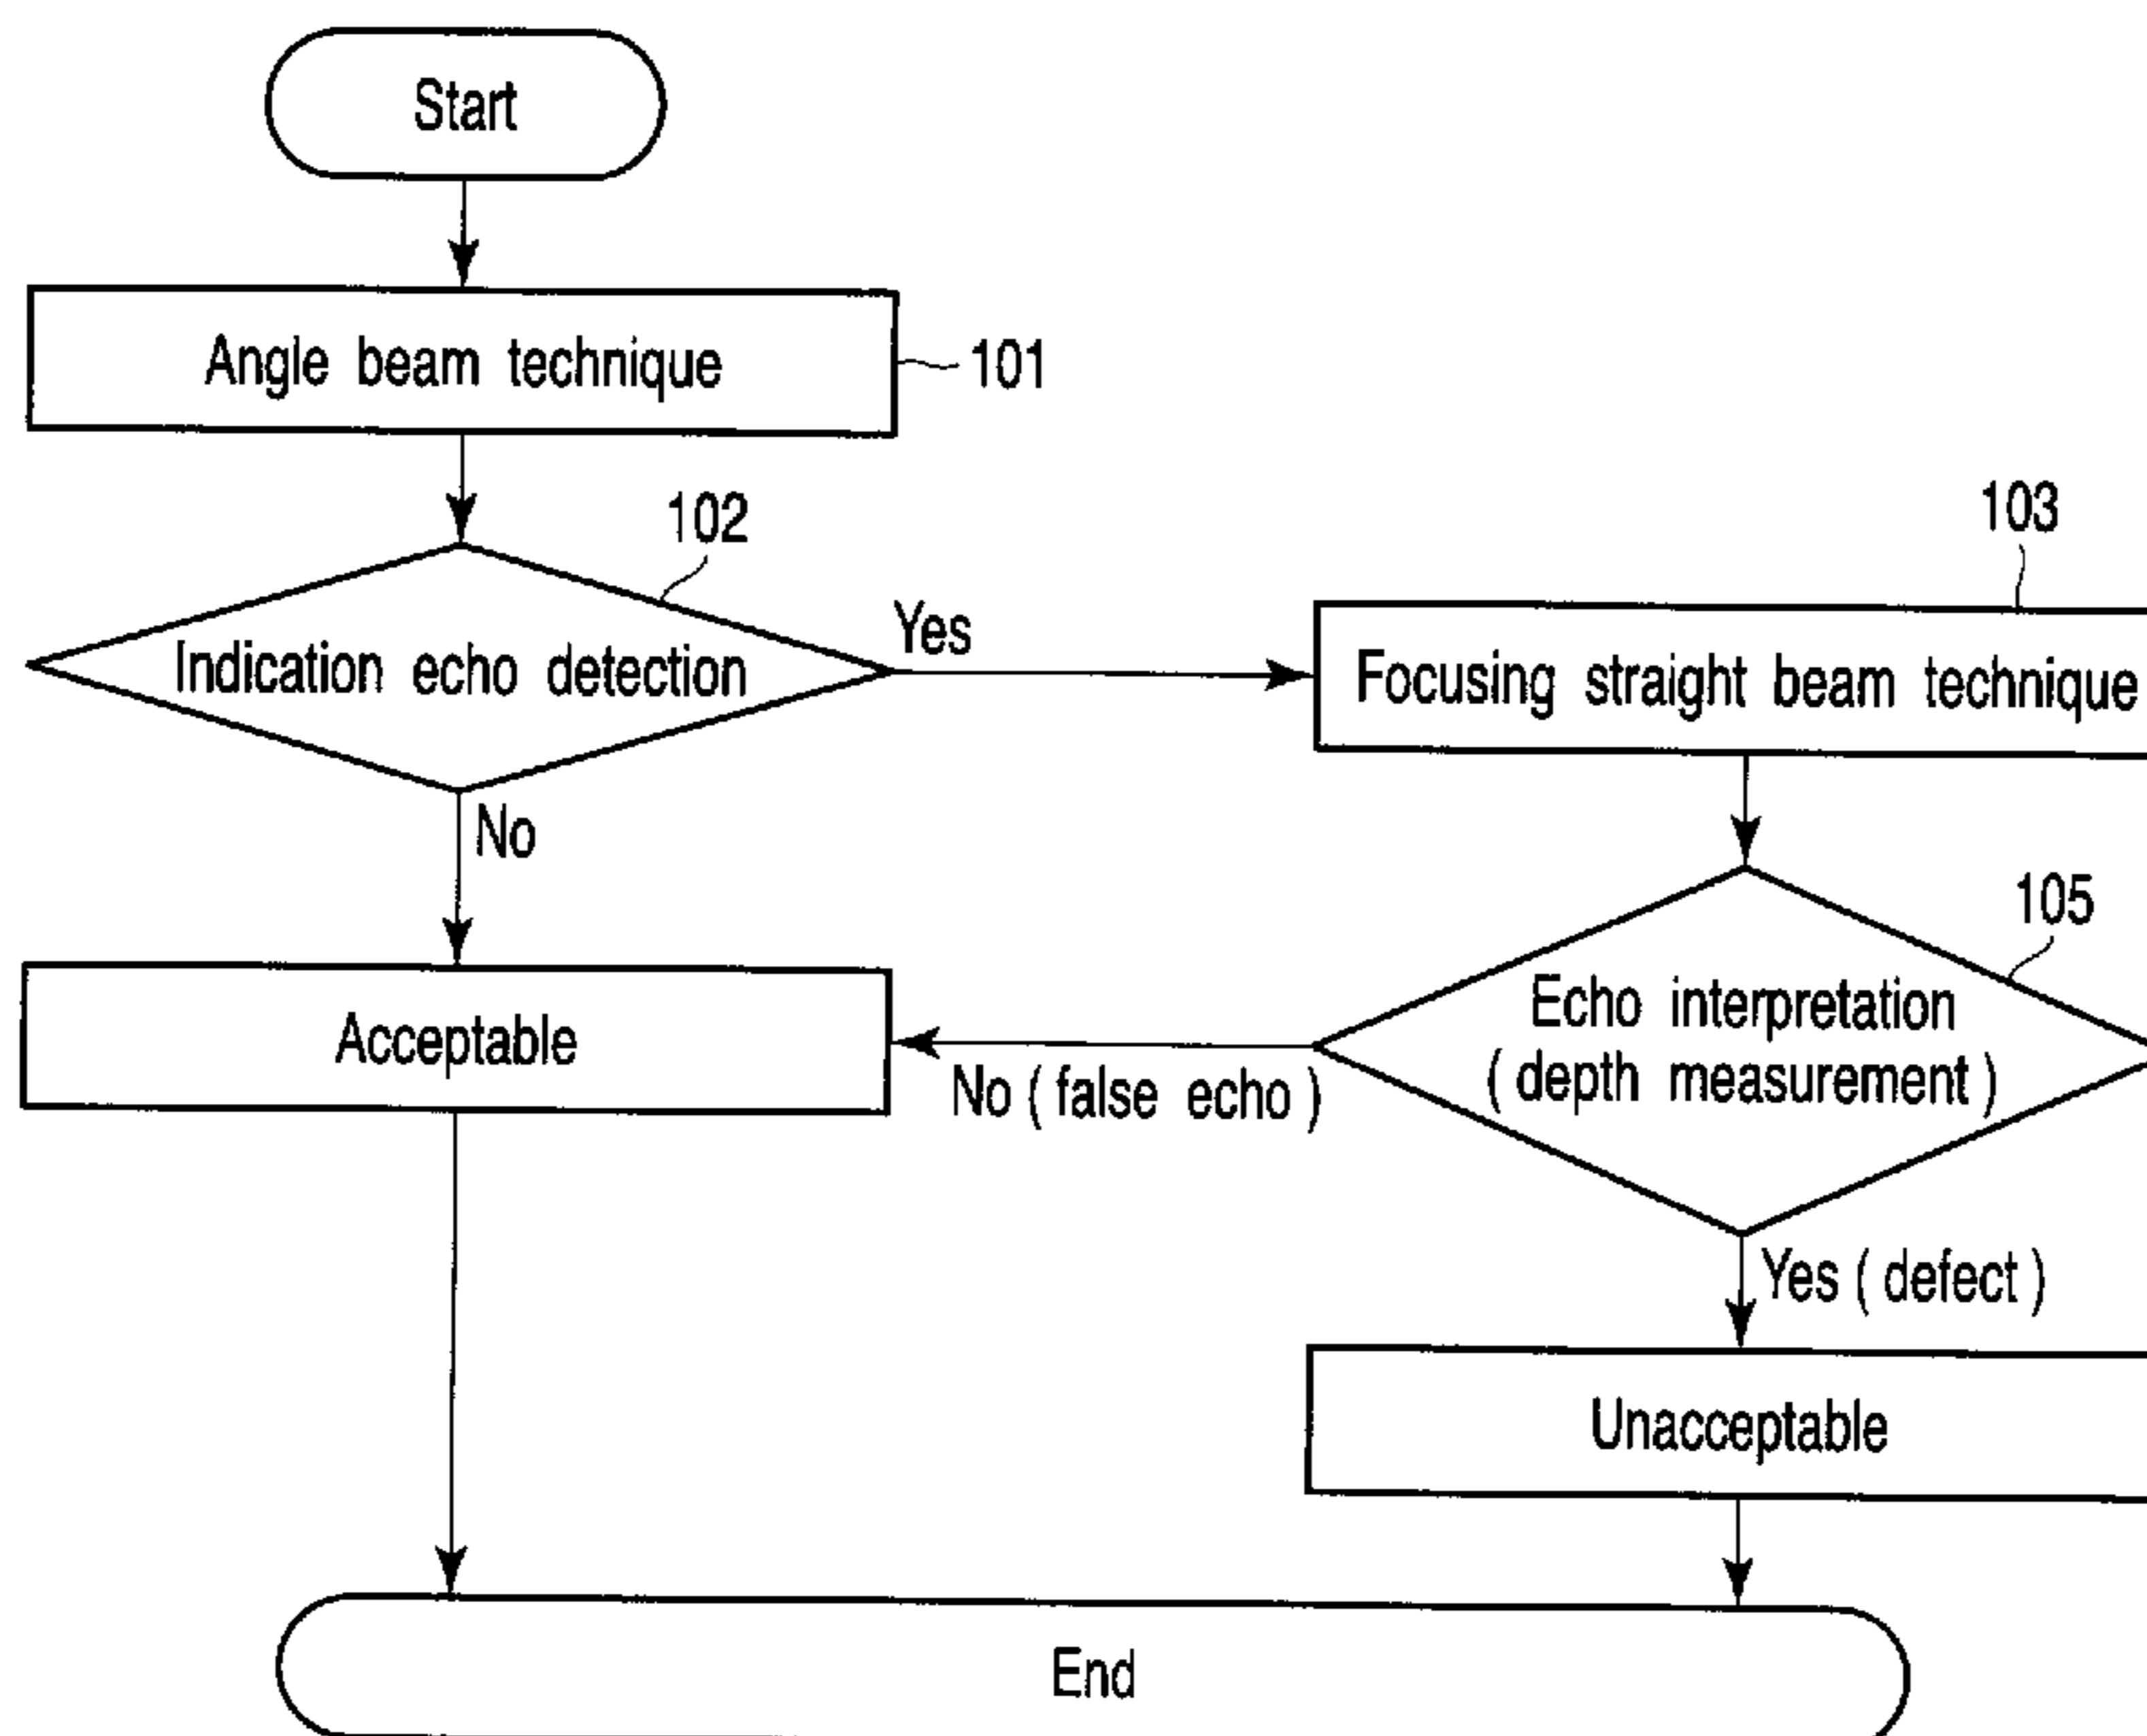 Start
Angle beam technique
101
102
Indication echo detection
Yes
103
Focusing straight beam technique
No
105
Echo interpretation
( depth measurement )
Acceptable
No ( false echo )
Yes ( defect )
Unacceptable
End